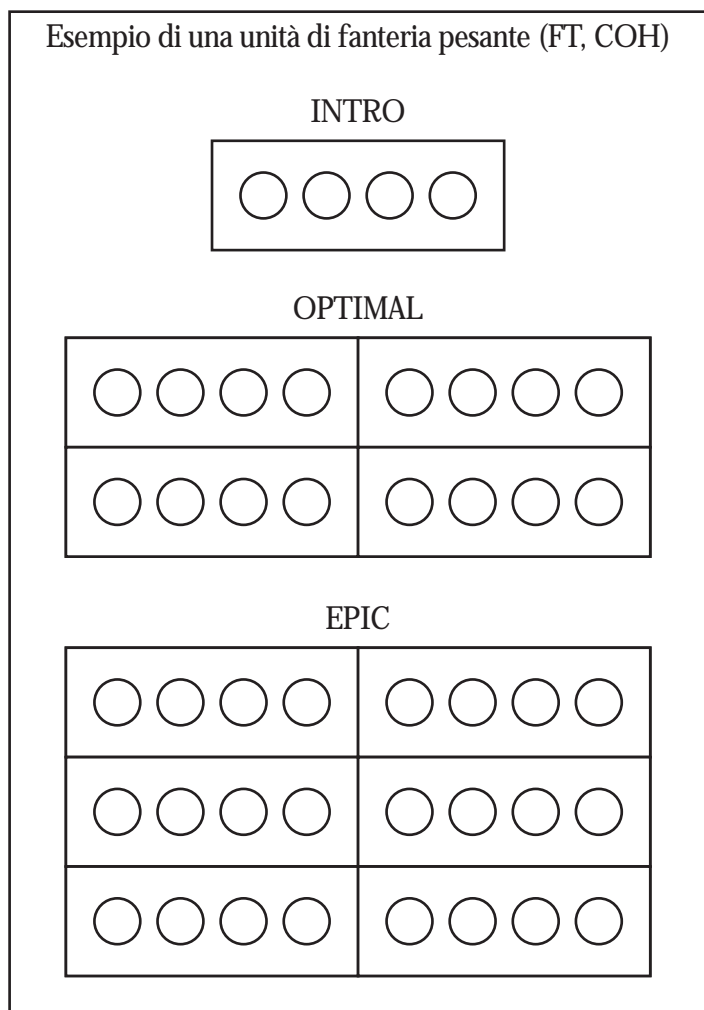 Esempio di una unità di fanteria pesante (FT, COH)
INTRO
OPTIMAL
EPIC